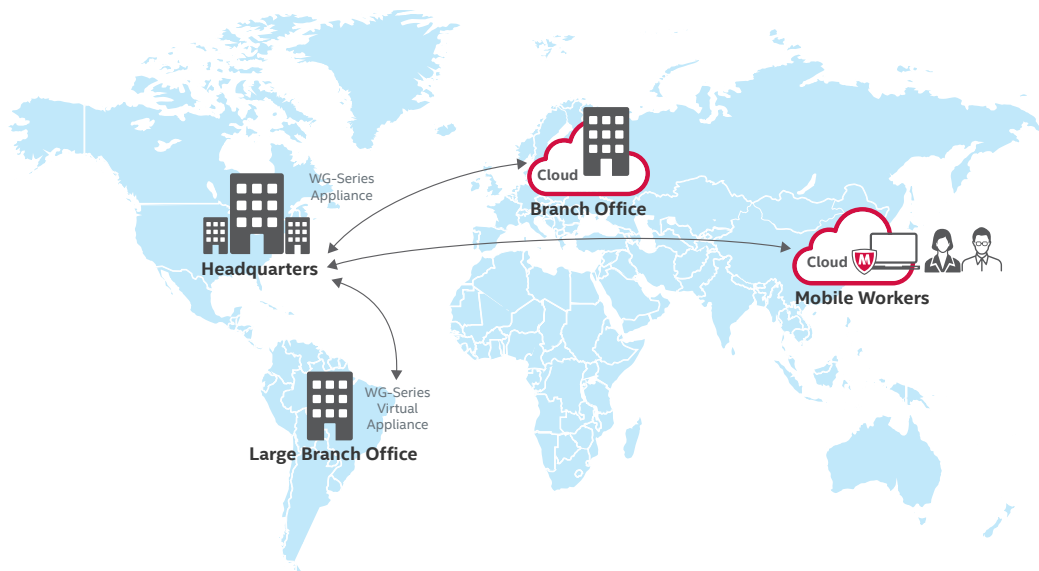 WG-Series
Appliance
Headquarters
Cloud
Branch Office
Cloud
M
Mobile Workers
WG-Series
Virtual
Appliance
Large Branch Office